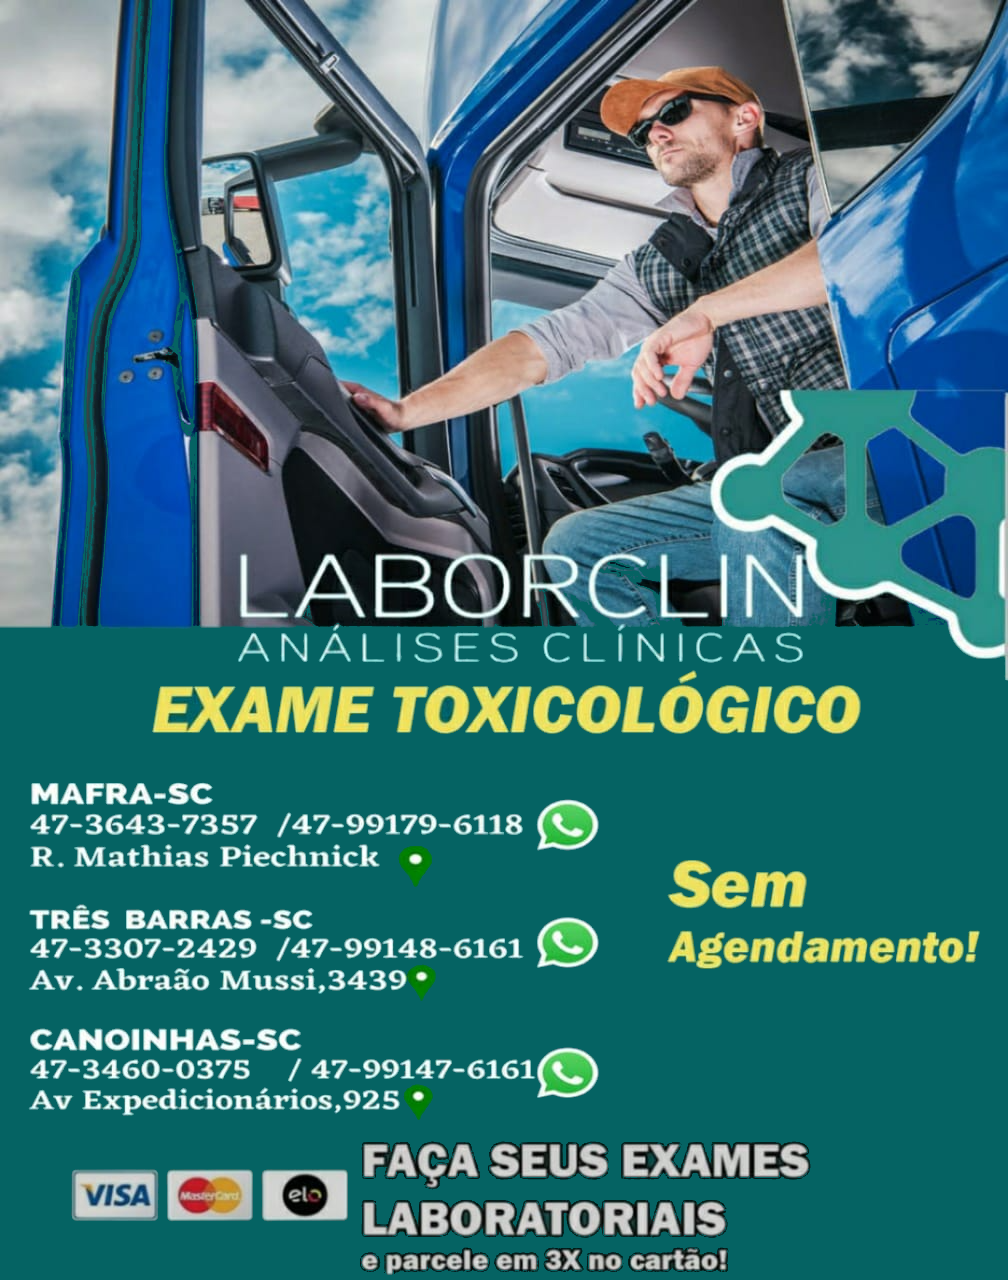 LABORCLIN
ANÁLISES CLÍNICAS
EXAME TOXICOLÓGICO
MAFRA-SC
47-3643-7357 /47-99179-6118
R. Mathias Piechnick
TRÊS BARRAS -SC
47-3307-2429 /47-99148-6161
Av. Abraão Mussi,3439
CANOINHAS-SC
47-3460-0375 / 47-99147-6161
Av Expedicionários,925
Sem
Agendamento!
VISA
MasterCard
elo
FAÇA SEUS EXAMES
LABORATORIAIS
e parcele em 3X no cartão!